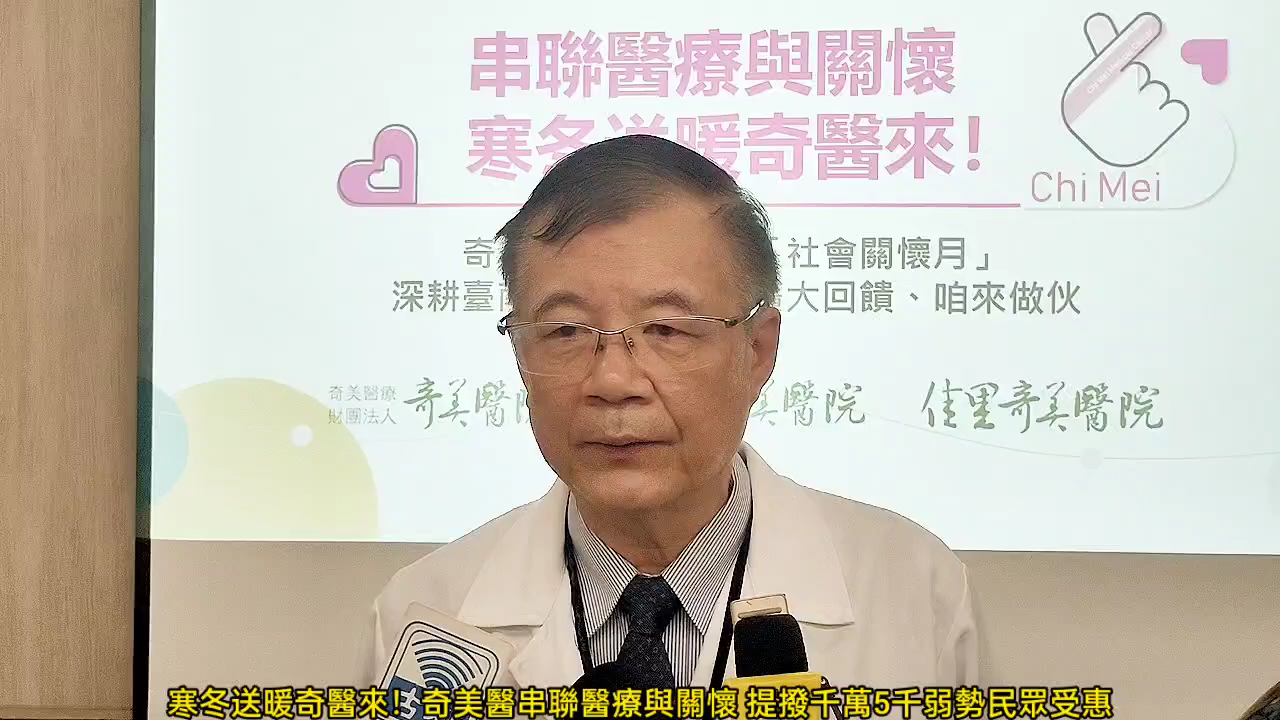 串聯醫療與關懷
寒冬送暖奇醫來！
Chi Mei
奇 社會關懷月」
深耕臺 大回饋、咱來做伙
奇美醫療
財團法人
奇美醫院 美醫院 佳里奇美醫院
寒冬送暖奇醫來！奇美醫串聯醫療與關懷 提撥千萬5千弱勢民眾受惠